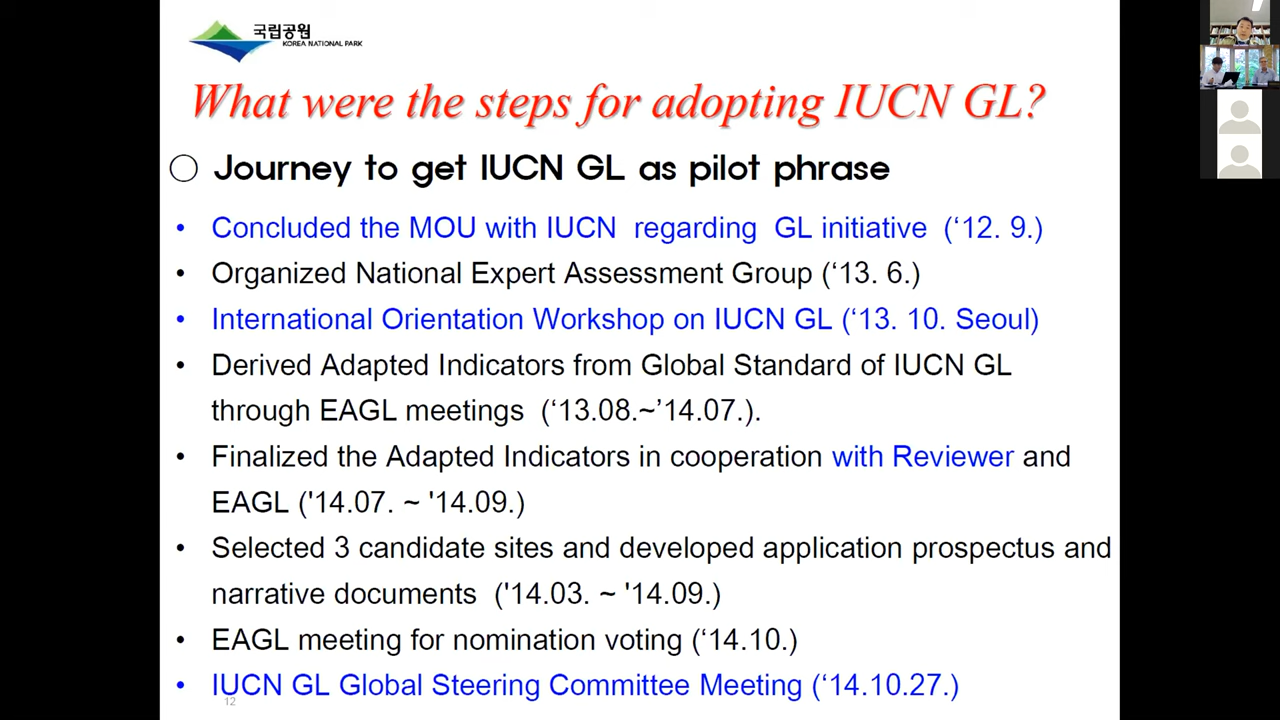 국립공원
KOREA NATIONAL PARK
What were the steps for adopting IUCN GL?
○ Journey to get IUCN GL as pilot phrase
• Concluded the MOU with IUCN regarding GL initiative (‘12. 9.)
• Organized National Expert Assessment Group (‘13. 6.)
• International Orientation Workshop on IUCN GL (‘13. 10. Seoul)
• Derived Adapted Indicators from Global Standard of IUCN GL
through EAGL meetings (‘13.08.~’14.07.).
• Finalized the Adapted Indicators in cooperation with Reviewer and
EAGL ('14.07. ~ '14.09.)
• Selected 3 candidate sites and developed application prospectus and
narrative documents ('14.03. ~ '14.09.)
• EAGL meeting for nomination voting (‘14.10.)
• IUCN GL Global Steering Committee Meeting (‘14.10.27.)
12